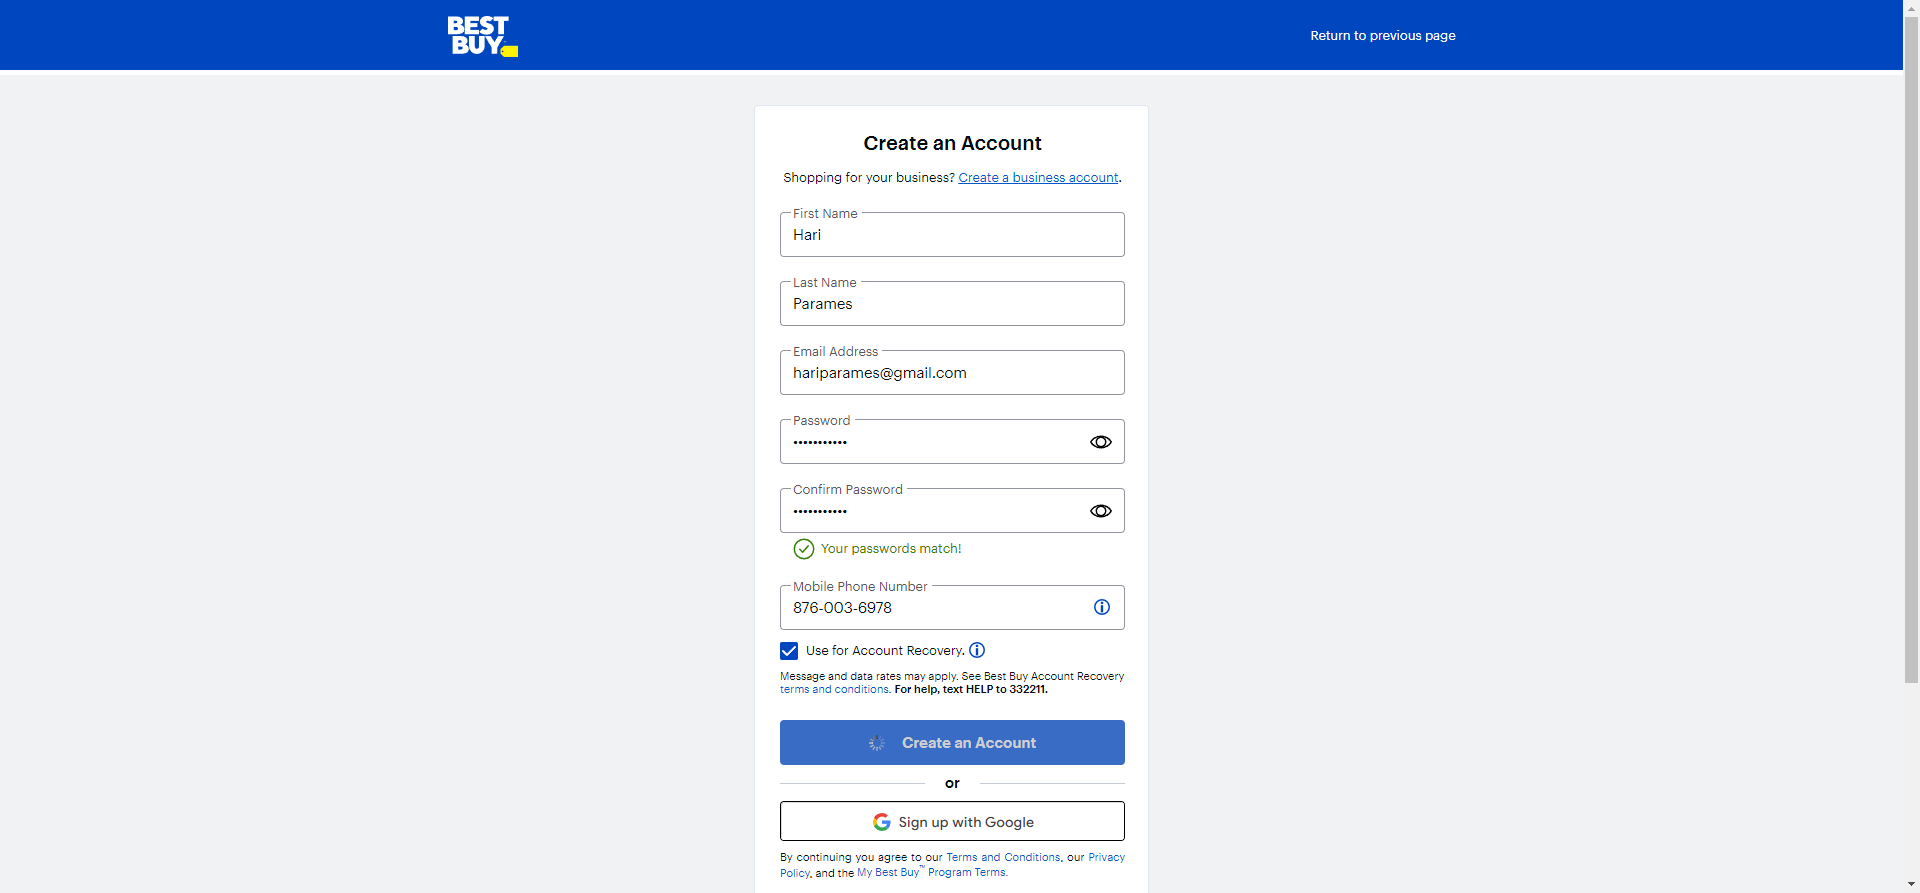 BEST
BUY
Return to previous page
Create an Account
Shopping for your business? Create a business account.
First Name
Hari
Last Name
Parames
Email Address
hariparames@gmail.com
Password
•••••••••••
Confirm Password
•••••••••••
Your passwords match!
Mobile Phone Number
876-003-6978
Use for Account Recovery.
Message and data rates may apply. See Best Buy Account Recovery
terms and conditions. For help, text HELP to 332211.
Create an Account
or
Sign up with Google
By continuing you agree to our Terms and Conditions, our Privacy
Policy, and the My Best Buy™ Program Terms.